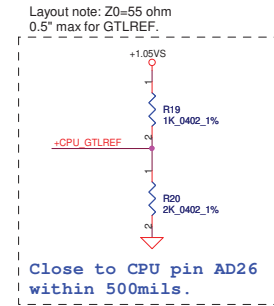 Layout note: Z0=55 ohm
0.5" max for GTLREF.
+1.05VS
1
R19
1K_0402_1%
2
+CPU_GTLREF
1
R20
2K_0402_1%
2
Close to CPU pin AD26
within 500mils.